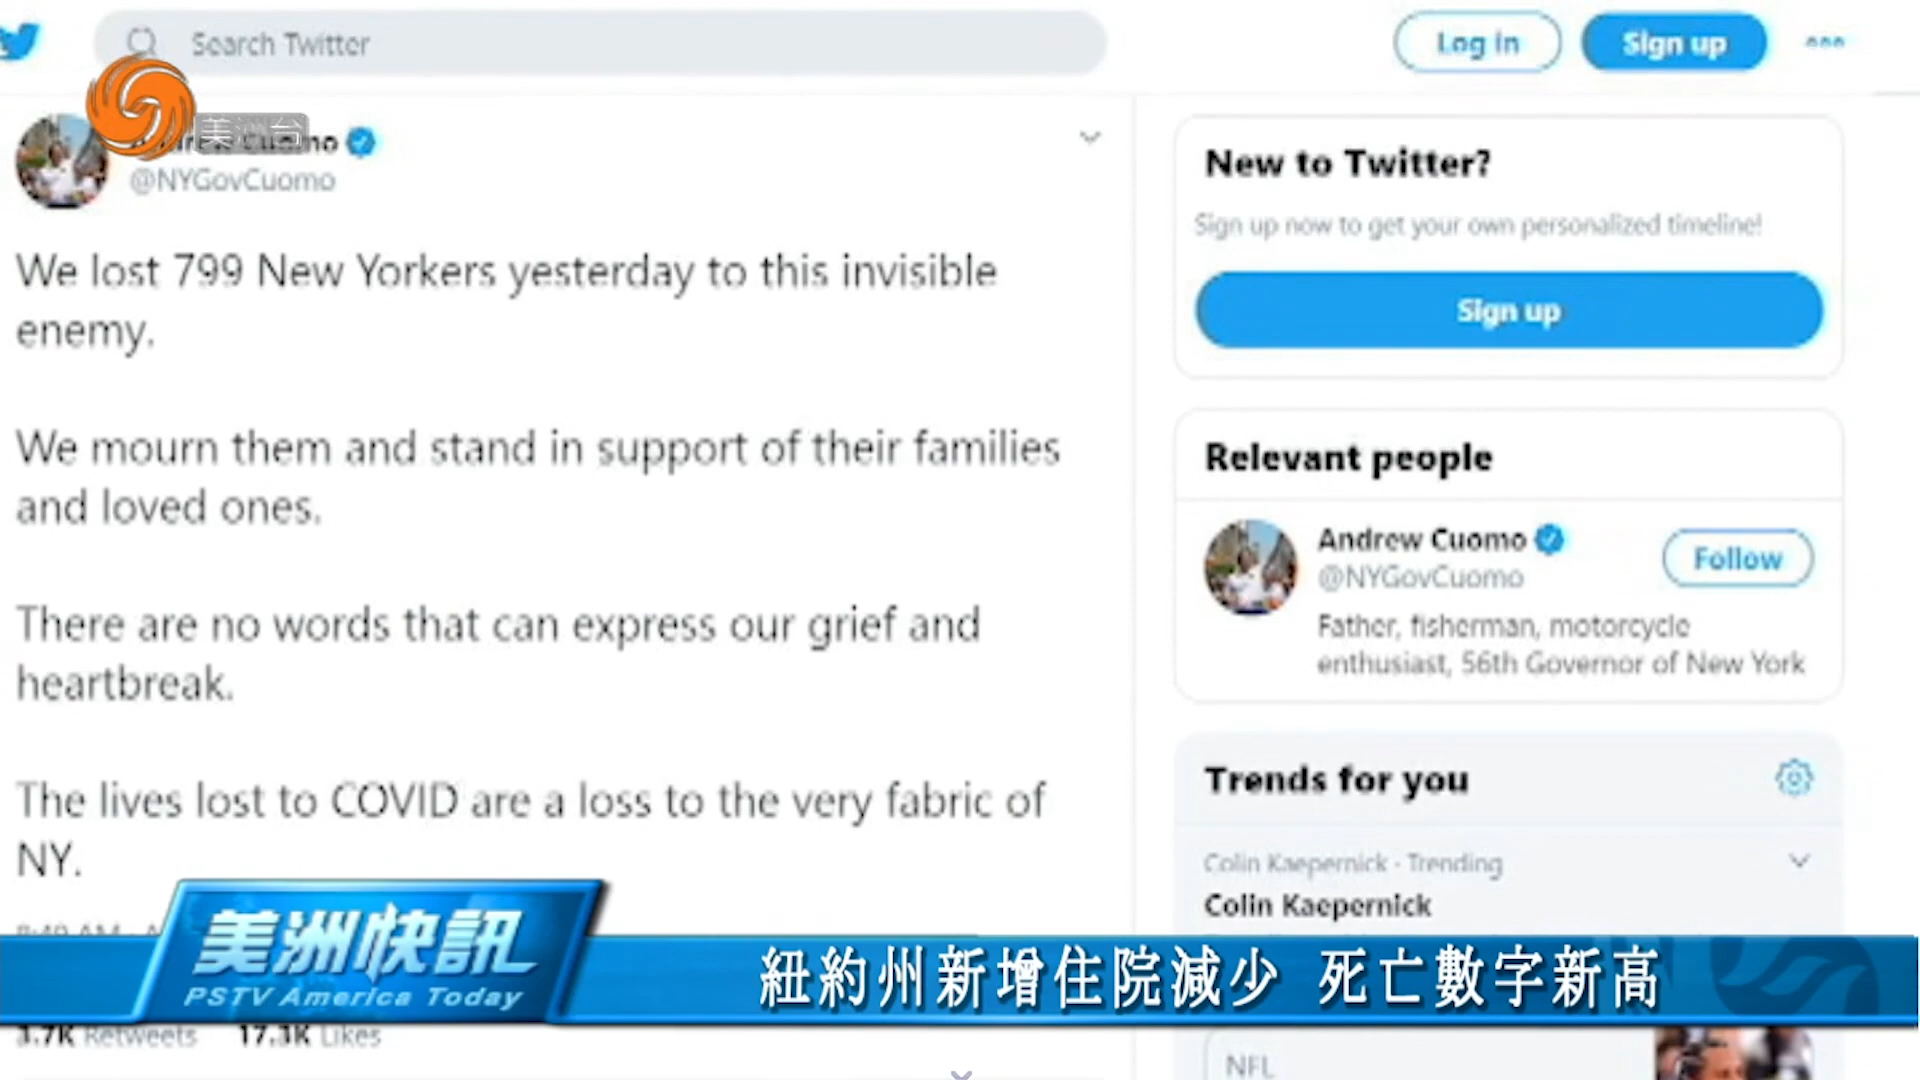 Search Twitter
Log in
Sign up
美洲台
Cuomo
@NYGovCuomo
We lost 799 New Yorkers yesterday to this invisible
enemy.
We mourn them and stand in support of their families
and loved ones.
There are no words that can express our grief and
heartbreak.
The lives lost to COVID are a loss to the very fabric of
NY.
3.7K Retweets 17.3K Likes
New to Twitter?
Sign up now to get your own personalized timeline!
Sign up
Relevant people
Andrew Cuomo
@NYGovCuomo
Follow
Father, fisherman, motorcycle
enthusiast, 56th Governor of New York
Trends for you
Colin Kaepernick · Trending
Colin Kaepernick
NFL
美洲快訊
PSTV America Today
紐約州新增住院減少 死亡數字新高